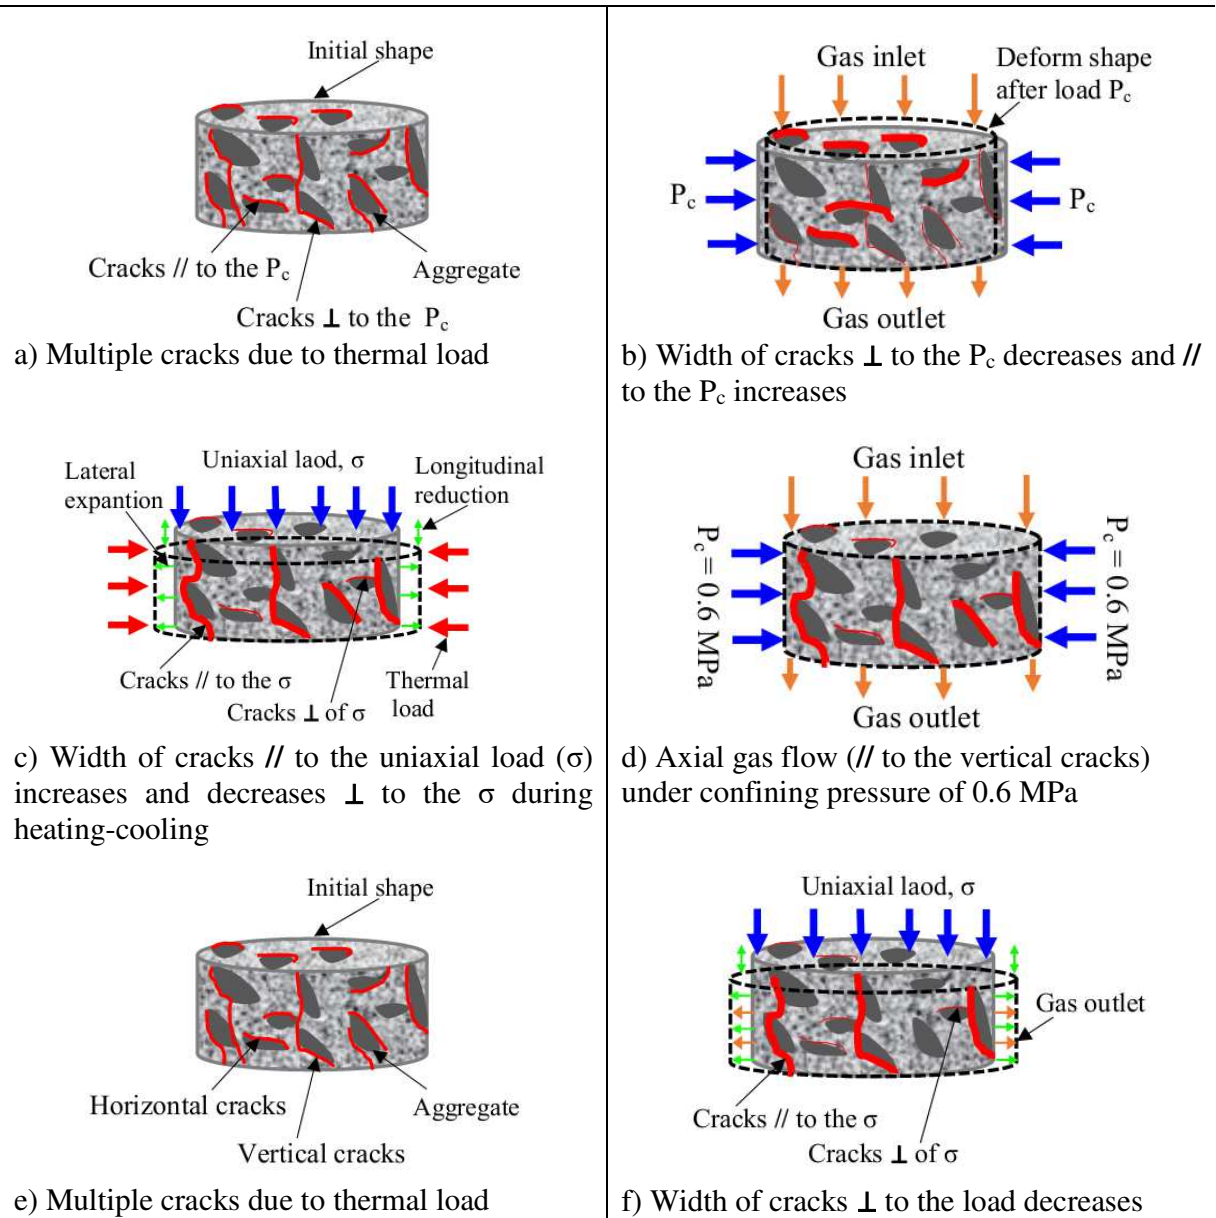 Initial shape
Cracks // to the Pc
Aggregate
Cracks ⊥ to the Pc
a) Multiple cracks due to thermal load
Gas inlet
Deform shape
after load Pc
Pc
Pc
Gas outlet
b) Width of cracks ⊥ to the Pc decreases and //
to the Pc increases
Lateral
expantion
Uniaxial laod, σ
Longitudinal
reduction
Cracks // to the σ
Cracks ⊥ of σ
Thermal
load
c) Width of cracks // to the uniaxial load (σ)
increases and decreases ⊥ to the σ during
heating-cooling
Gas inlet
Pc = 0.6 MPa
Pc = 0.6 MPa
Gas outlet
d) Axial gas flow (// to the vertical cracks)
under confining pressure of 0.6 MPa
Initial shape
Horizontal cracks
Aggregate
Vertical cracks
e) Multiple cracks due to thermal load
Uniaxial laod, σ
Gas outlet
Cracks // to the σ
Cracks ⊥ of σ
f) Width of cracks ⊥ to the load decreases